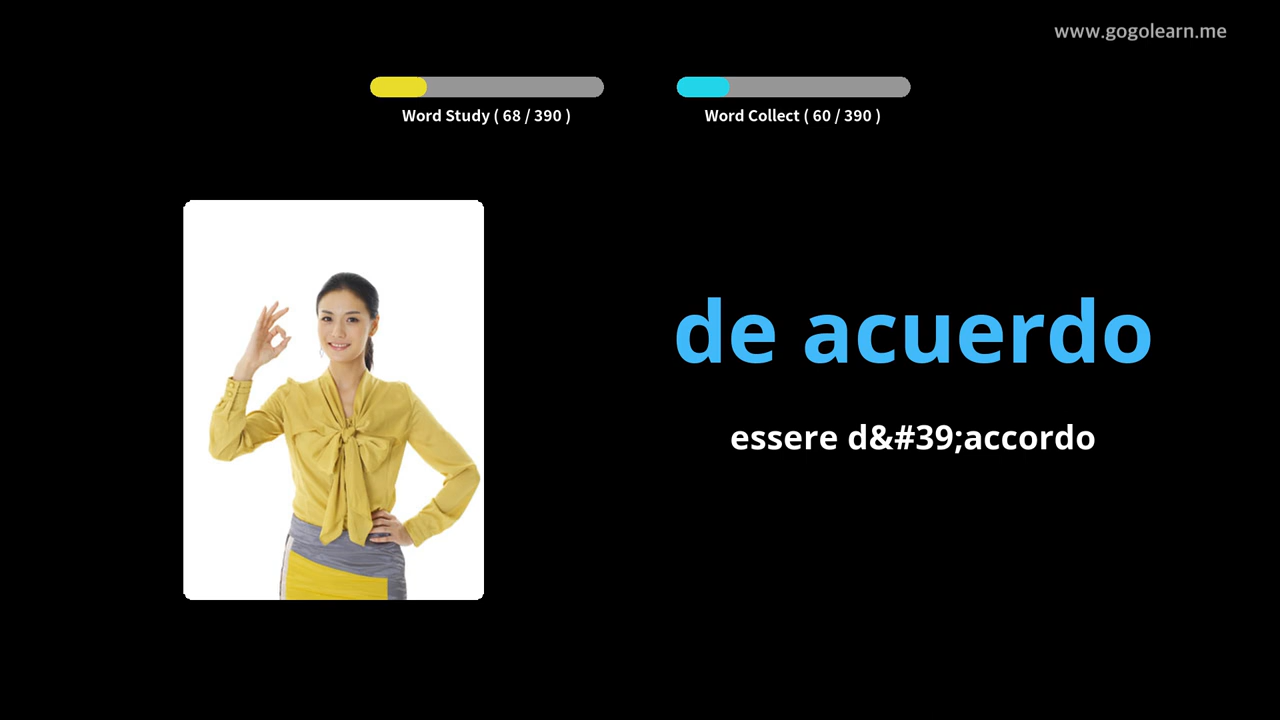 www.gogolearn.me
Word Study ( 68 / 390 )
Word Collect ( 60 / 390 )
de acuerdo
essere d&#39;accordo